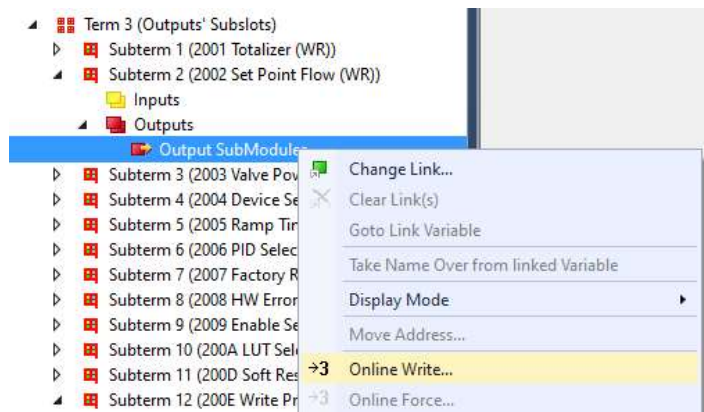 Term 3 (Outputs' Subslots)
Subterm 1 (2001 Totalizer (WR))
Subterm 2 (2002 Set Point Flow (WR))
Inputs
Outputs
Output SubModules
Subterm 3 (2003 Valve Pow
Subterm 4 (2004 Device Se
Subterm 5 (2005 Ramp Tim
Subterm 6 (2006 PID Selec
Subterm 7 (2007 Factory R
Subterm 8 (2008 HW Error
Subterm 9 (2009 Enable Se
Subterm 10 (200A LUT Sele
Subterm 11 (200D Soft Res
Subterm 12 (200E Write Pr
Change Link...
Clear Link(s)
Goto Link Variable
Take Name Over from linked Variable
Display Mode
Move Address...
→3 Online Write...
→3 Online Force...